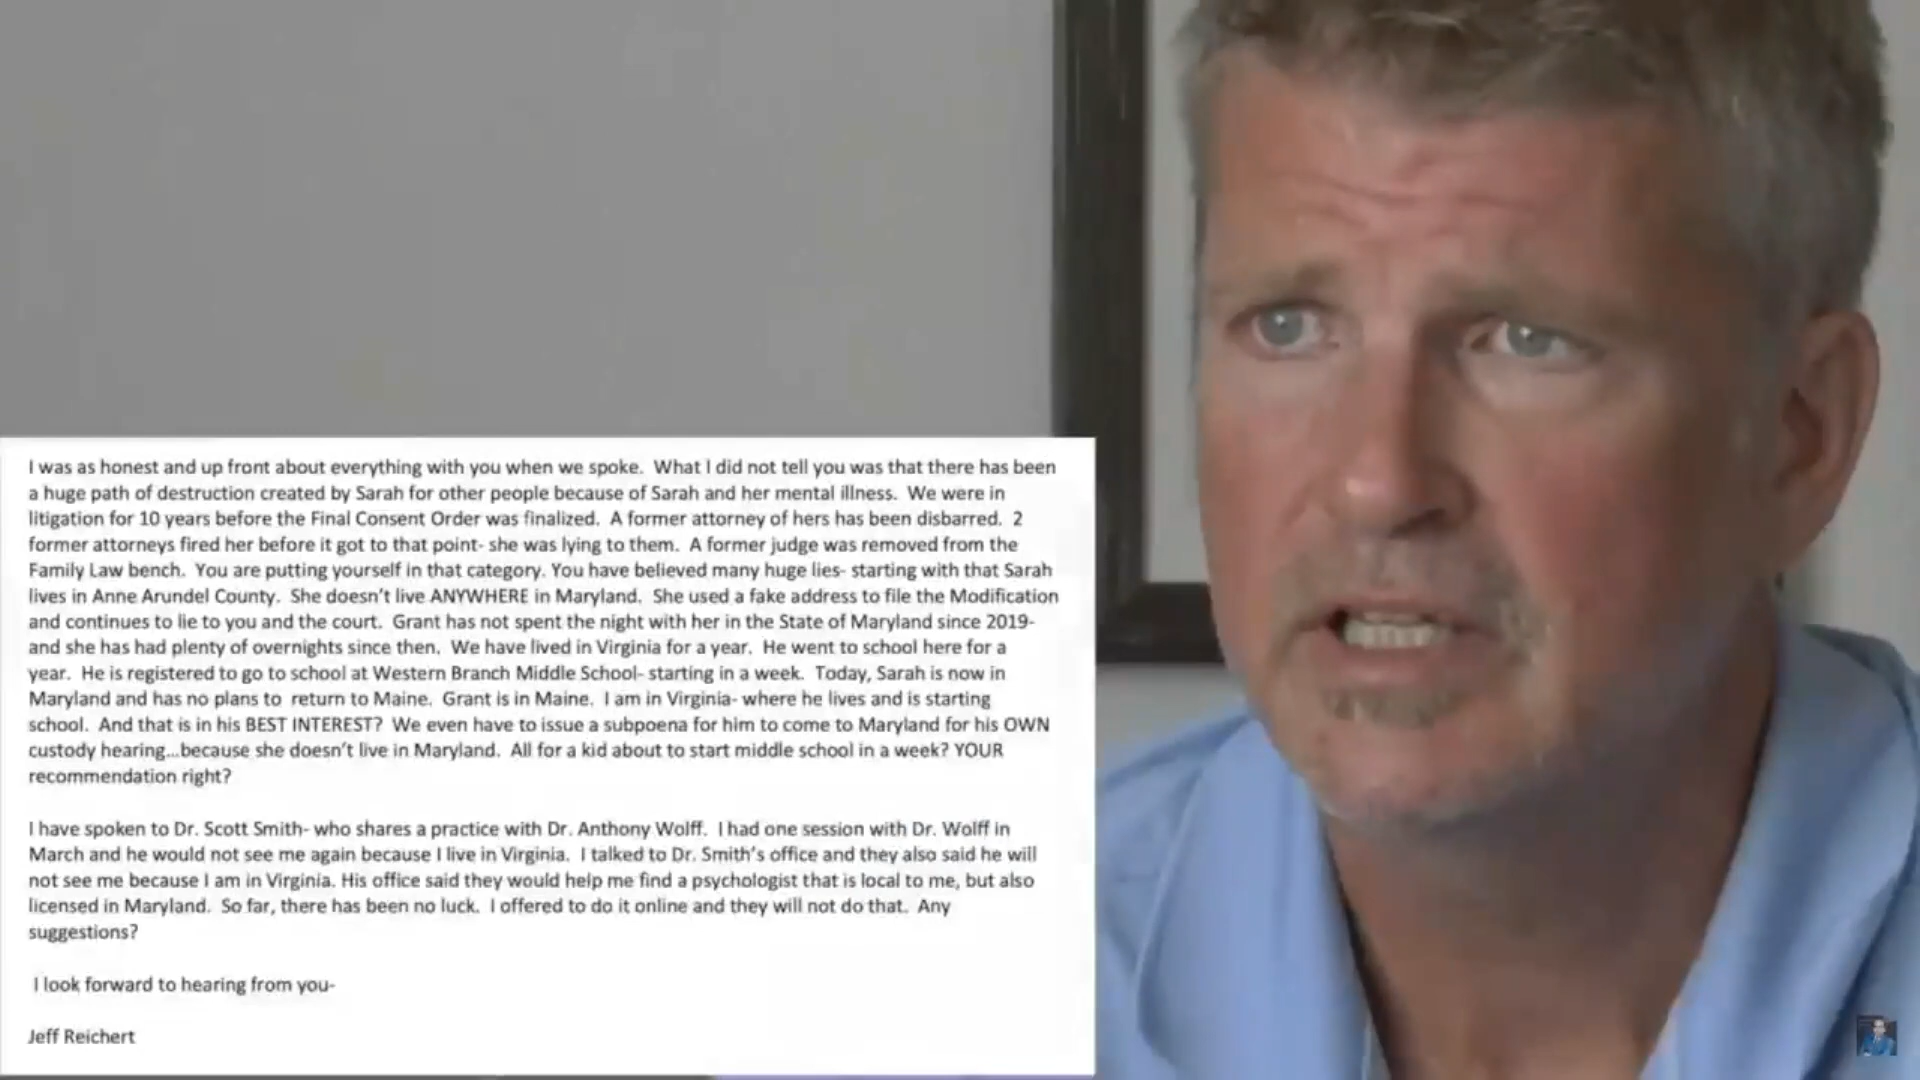 I was as honest and up front about everything with you when we spoke.  What I did not tell you was that there has been
a huge path of destruction created by Sarah for other people because of Sarah and her mental illness.  We were in
litigation for 10 years before the Final Consent Order was finalized.  A former attorney of hers has been disbarred.  2
former attorneys fired her before it got to that point- she was lying to them.  A former judge was removed from the
Family Law bench.  You are putting yourself in that category. You have believed many huge lies- starting with that Sarah
lives in Anne Arundel County.  She doesn't live ANYWHERE in Maryland.  She used a fake address to file the Modification
and continues to lie to you and the court.  Grant has not spent the night with her in the State of Maryland since 2019-
and she has had plenty of overnights since then.  We have lived in Virginia for a year.  He went to school here for a
year.  He is registered to go to school at Western Branch Middle School- starting in a week.  Today, Sarah is now in
Maryland and has no plans to  return to Maine.  Grant is in Maine.  I am in Virginia- where he lives and is starting
school.  And that is in his BEST INTEREST?  We even have to issue a subpoena for him to come to Maryland for his OWN
custody hearing…because she doesn't live in Maryland.  All for a kid about to start middle school in a week? YOUR
recommendation right?
I have spoken to Dr. Scott Smith- who shares a practice with Dr. Anthony Wolff.  I had one session with Dr. Wolff in
March and he would not see me again because I live in Virginia.  I talked to Dr. Smith's office and they also said he will
not see me because I am in Virginia. His office said they would help me find a psychologist that is local to me, but also
licensed in Maryland.  So far, there has been no luck.  I offered to do it online and they will not do that.  Any
suggestions?
I look forward to hearing from you-
Jeff Reichert